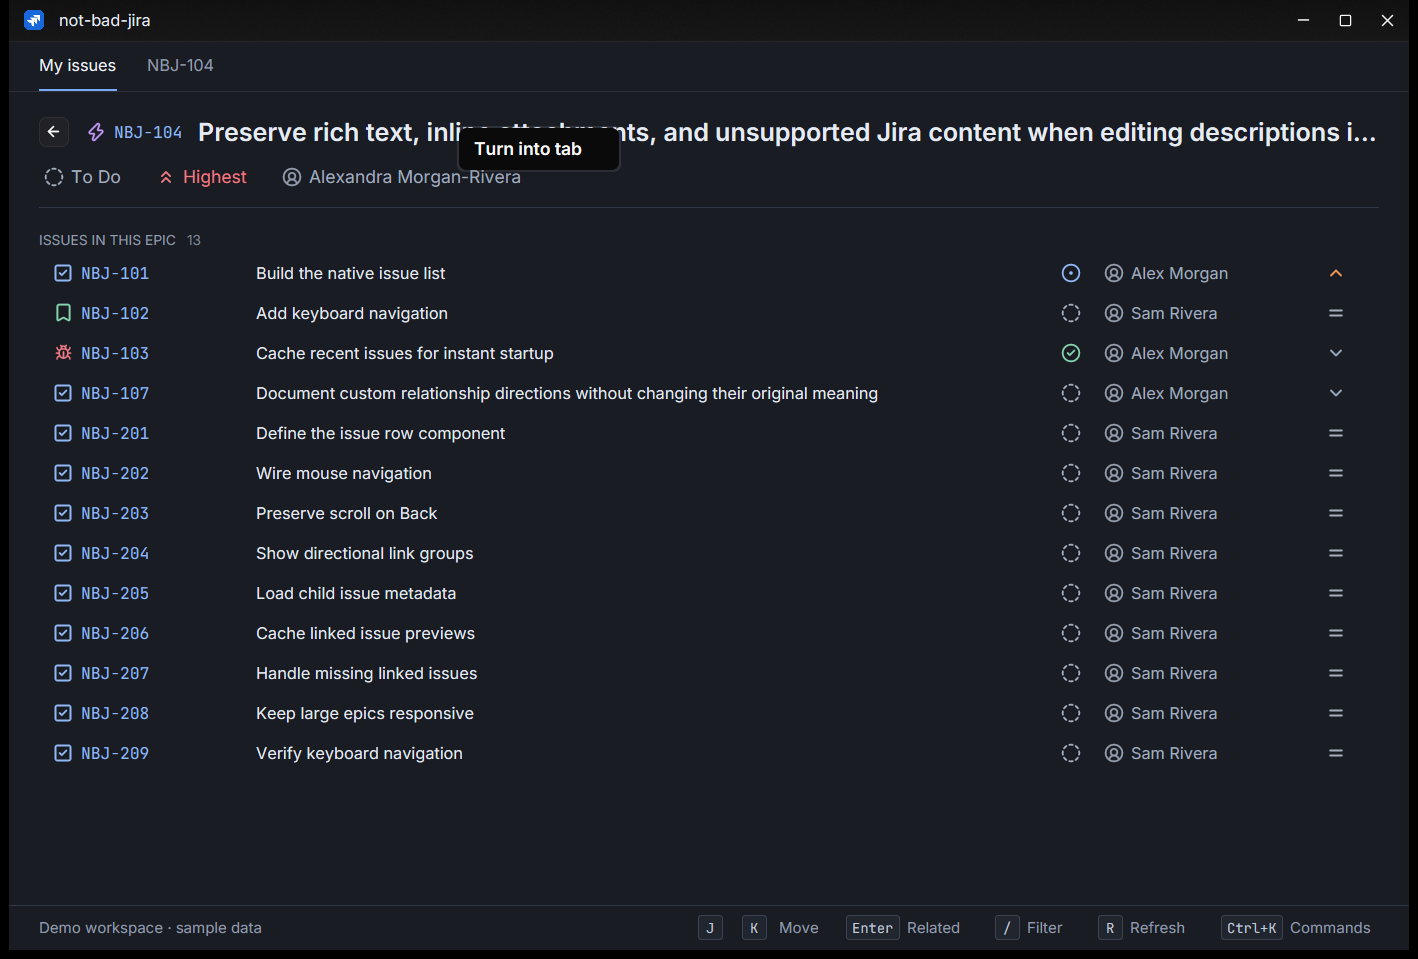 not-bad-jira
My issues NBJ-104
NBJ-104 Preserve rich text, inline attachments, and unsupported Jira content when editing descriptions i...
Turn into tab
To Do Highest Alexandra Morgan-Rivera
ISSUES IN THIS EPIC 13
NBJ-101 Build the native issue list Alex Morgan
NBJ-102 Add keyboard navigation Sam Rivera
NBJ-103 Cache recent issues for instant startup Alex Morgan
NBJ-107 Document custom relationship directions without changing their original meaning Alex Morgan
NBJ-201 Define the issue row component Sam Rivera
NBJ-202 Wire mouse navigation Sam Rivera
NBJ-203 Preserve scroll on Back Sam Rivera
NBJ-204 Show directional link groups Sam Rivera
NBJ-205 Load child issue metadata Sam Rivera
NBJ-206 Cache linked issue previews Sam Rivera
NBJ-207 Handle missing linked issues Sam Rivera
NBJ-208 Keep large epics responsive Sam Rivera
NBJ-209 Verify keyboard navigation Sam Rivera
Demo workspace · sample data J K Move Enter Related / Filter R Refresh Ctrl+K Commands